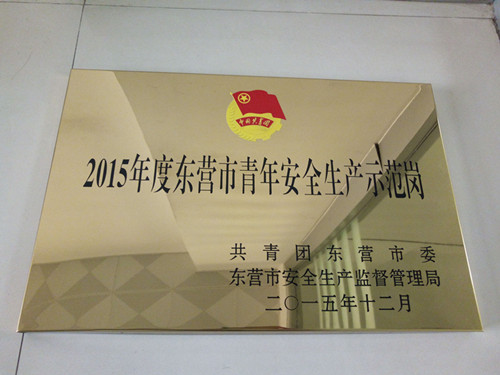 中国共青团
2015年度东营市青年安全生产示范岗
共青团东营市委
东营市安全生产监督管理局
二〇一五年十二月